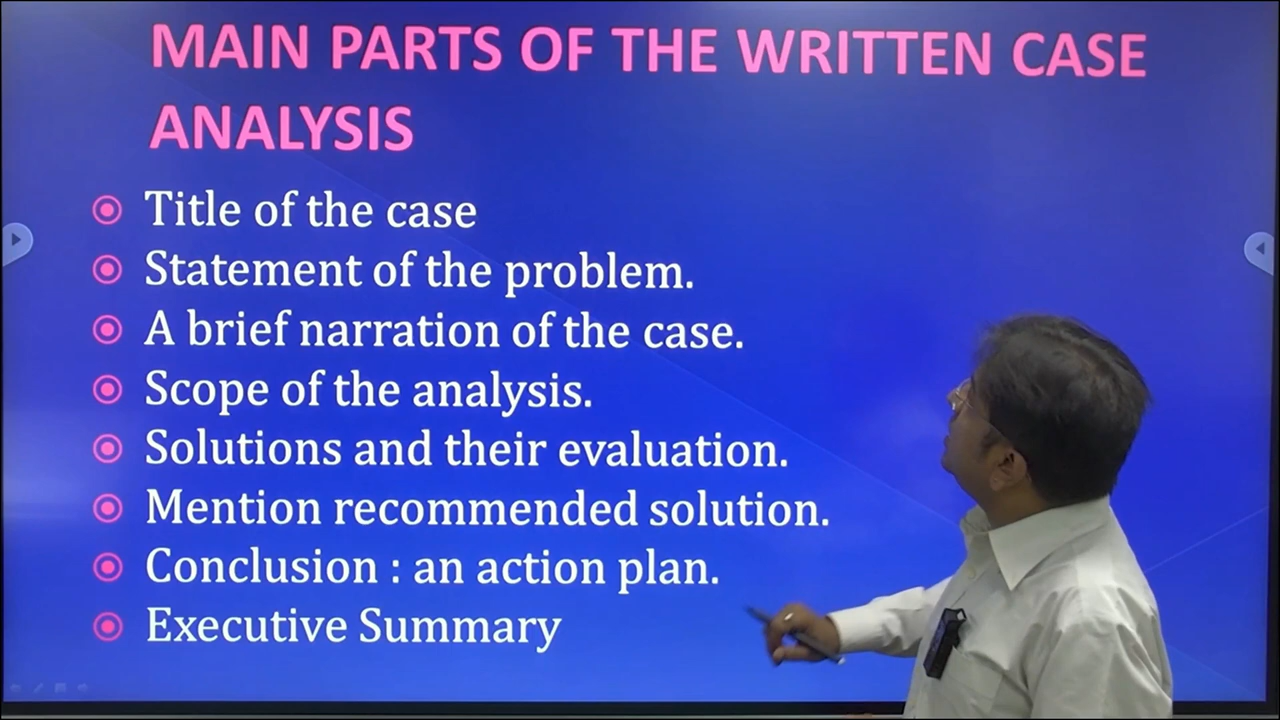 MAIN PARTS OF THE WRITTEN CASE
ANALYSIS
Title of the case
Statement of the problem.
A brief narration of the case.
Scope of the analysis.
Solutions and their evaluation.
Mention recommended solution.
Conclusion : an action plan.
Executive Summary